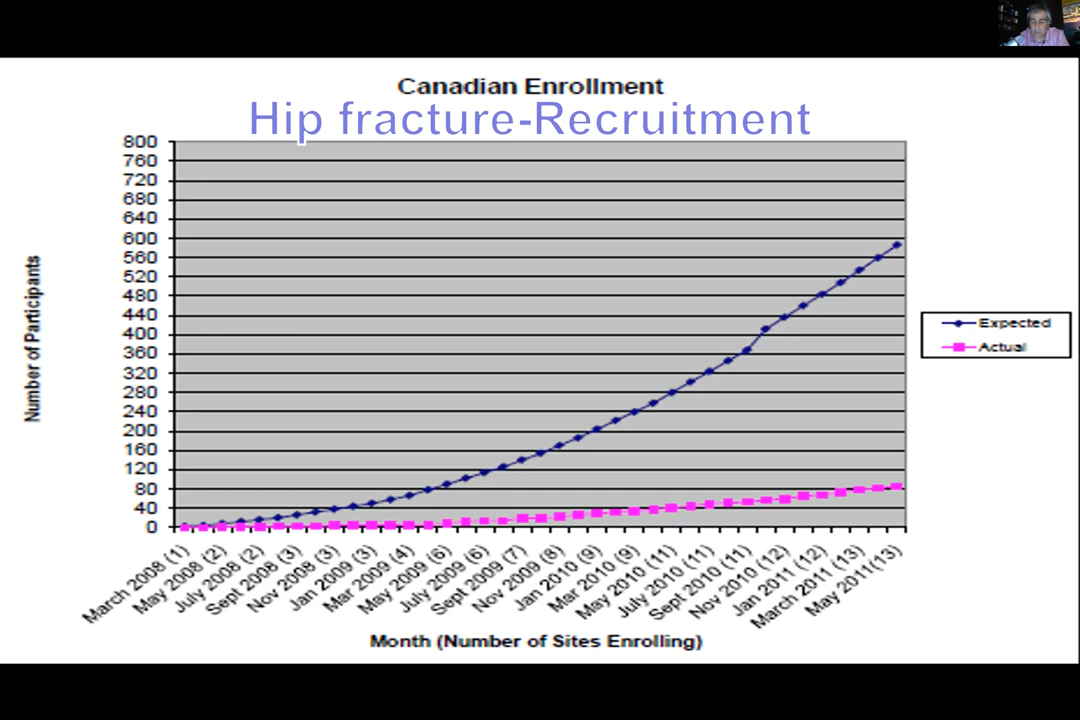 Canadian Enrollment
Hip fracture-Recruitment
800
760
720
680
640
600
560
520
480
440
400
360
320
280
240
200
160
120
80
40
0
Number of Participants
Expected
Actual
March 2008 (1)
May 2008 (2)
July 2008 (2)
Sept 2008 (3)
Nov 2008 (3)
Jan 2009 (3)
Mar 2009 (4)
May 2009 (6)
July 2009 (6)
Sept 2009 (7)
Nov 2009 (8)
Jan 2010 (9)
Mar 2010 (9)
May 2010 (11)
July 2010 (11)
Sept 2010 (11)
Nov 2010 (12)
Jan 2011 (12)
March 2011 (13)
May 2011(13)
Month (Number of Sites Enrolling)